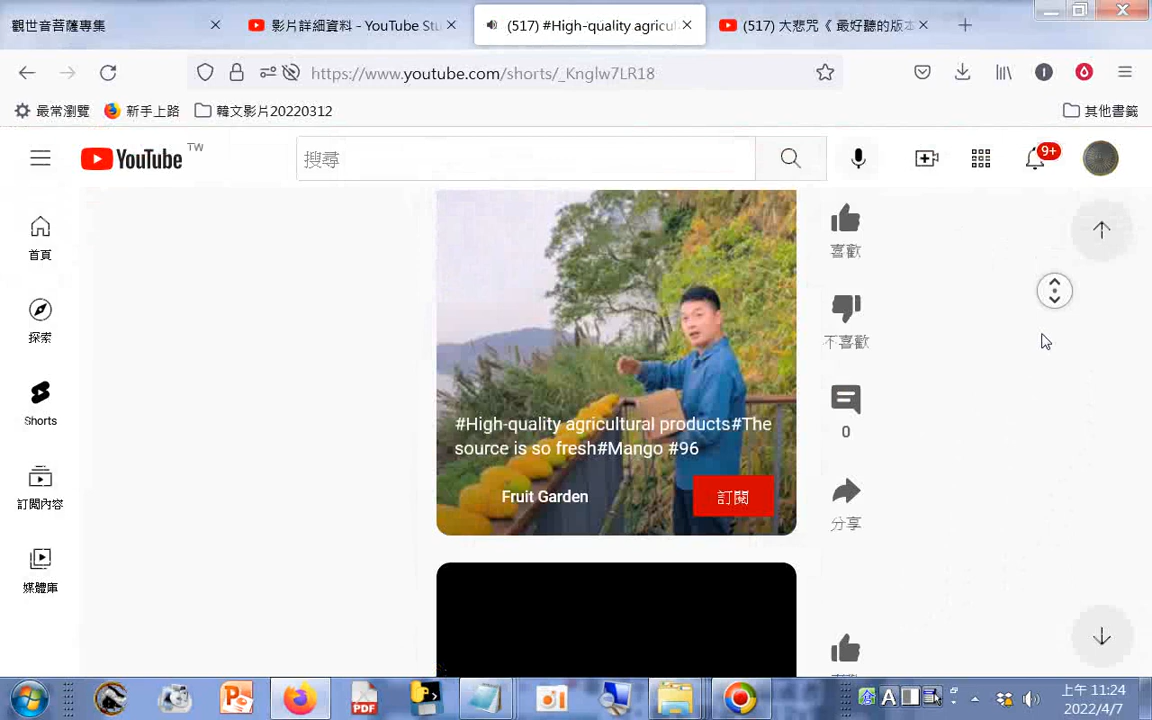 觀世音菩薩專集
影片詳細資料 - YouTube Stu
(517) #High-quality agricul
(517) 大悲咒《 最好聽的版本
https://www.youtube.com/shorts/_Knglw7LR18
最常瀏覽
新手上路
韓文影片20220312
其他書籤
YouTube TW
搜尋
9+
首頁
探索
Shorts
訂閱內容
媒體庫
#High-quality agricultural products#The
source is so fresh#Mango #96
Fruit Garden
訂閱
喜歡
不喜歡
0
分享
PDF
上午 11:24
2022/4/7